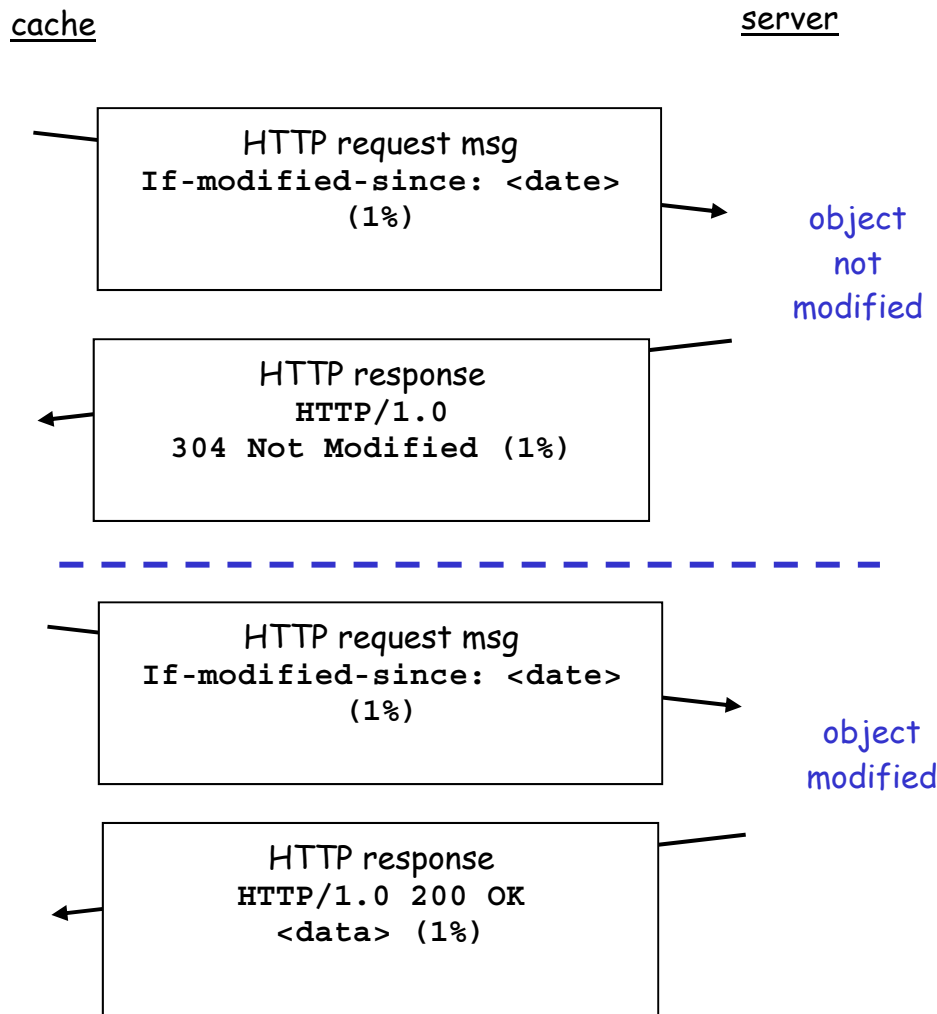 cache
server
HTTP request msg
If-modified-since: <date>
(1%)
object
not
modified
HTTP response
HTTP/1.0
304 Not Modified (1%)
HTTP request msg
If-modified-since: <date>
(1%)
object
modified
HTTP response
HTTP/1.0 200 OK
<data> (1%)